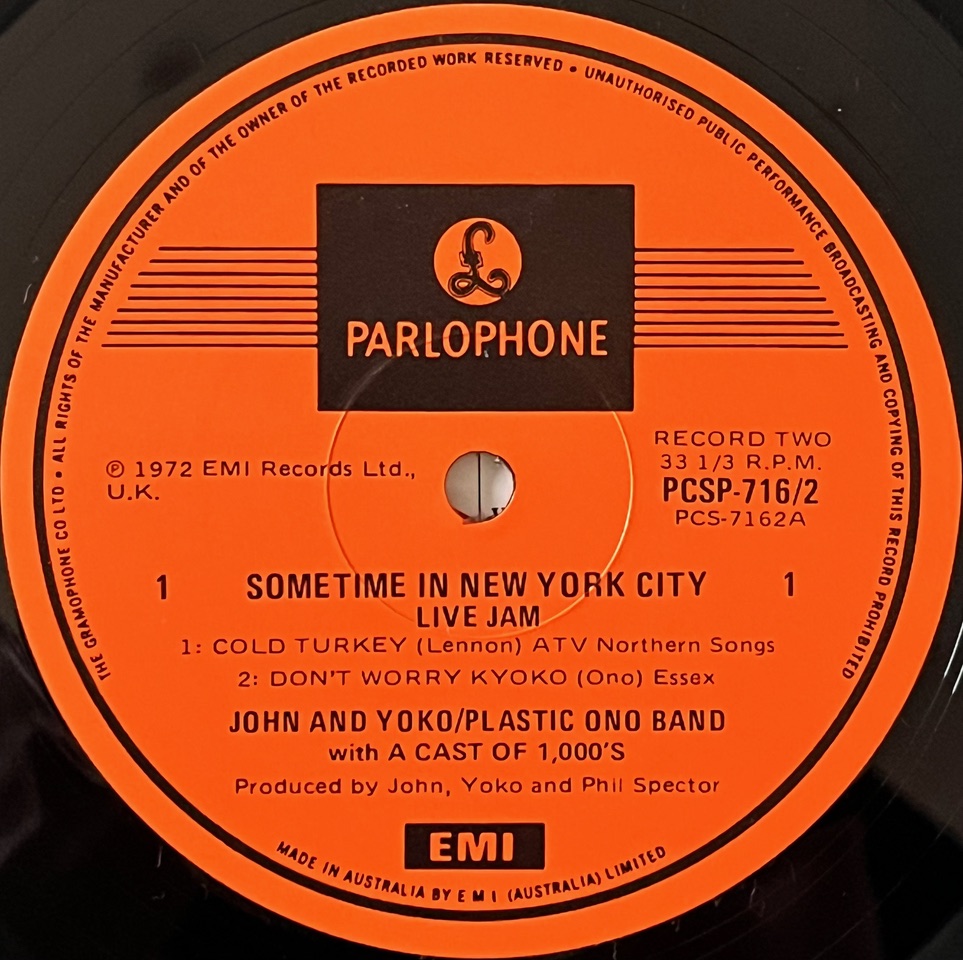 THE GRAMOPHONE CO LTD • ALL RIGHTS OF THE MANUFACTURER AND OF THE OWNER OF THE RECORDED WORK RESERVED • UNAUTHORISED PUBLIC PERFORMANCE BROADCASTING AND COPYING OF THIS RECORD PROHIBITED
£
PARLOPHONE
℗ 1972 EMI Records Ltd.,
U.K.
RECORD TWO
33 1/3 R.P.M.
PCSP-716/2
PCS-7162A
1 SOMETIME IN NEW YORK CITY 1
LIVE JAM
1: COLD TURKEY (Lennon) ATV Northern Songs
2: DON'T WORRY KYOKO (Ono) Essex
JOHN AND YOKO/PLASTIC ONO BAND
with A CAST OF 1,000'S
Produced by John, Yoko and Phil Spector
EMI
MADE IN AUSTRALIA BY E M I (AUSTRALIA) LIMITED